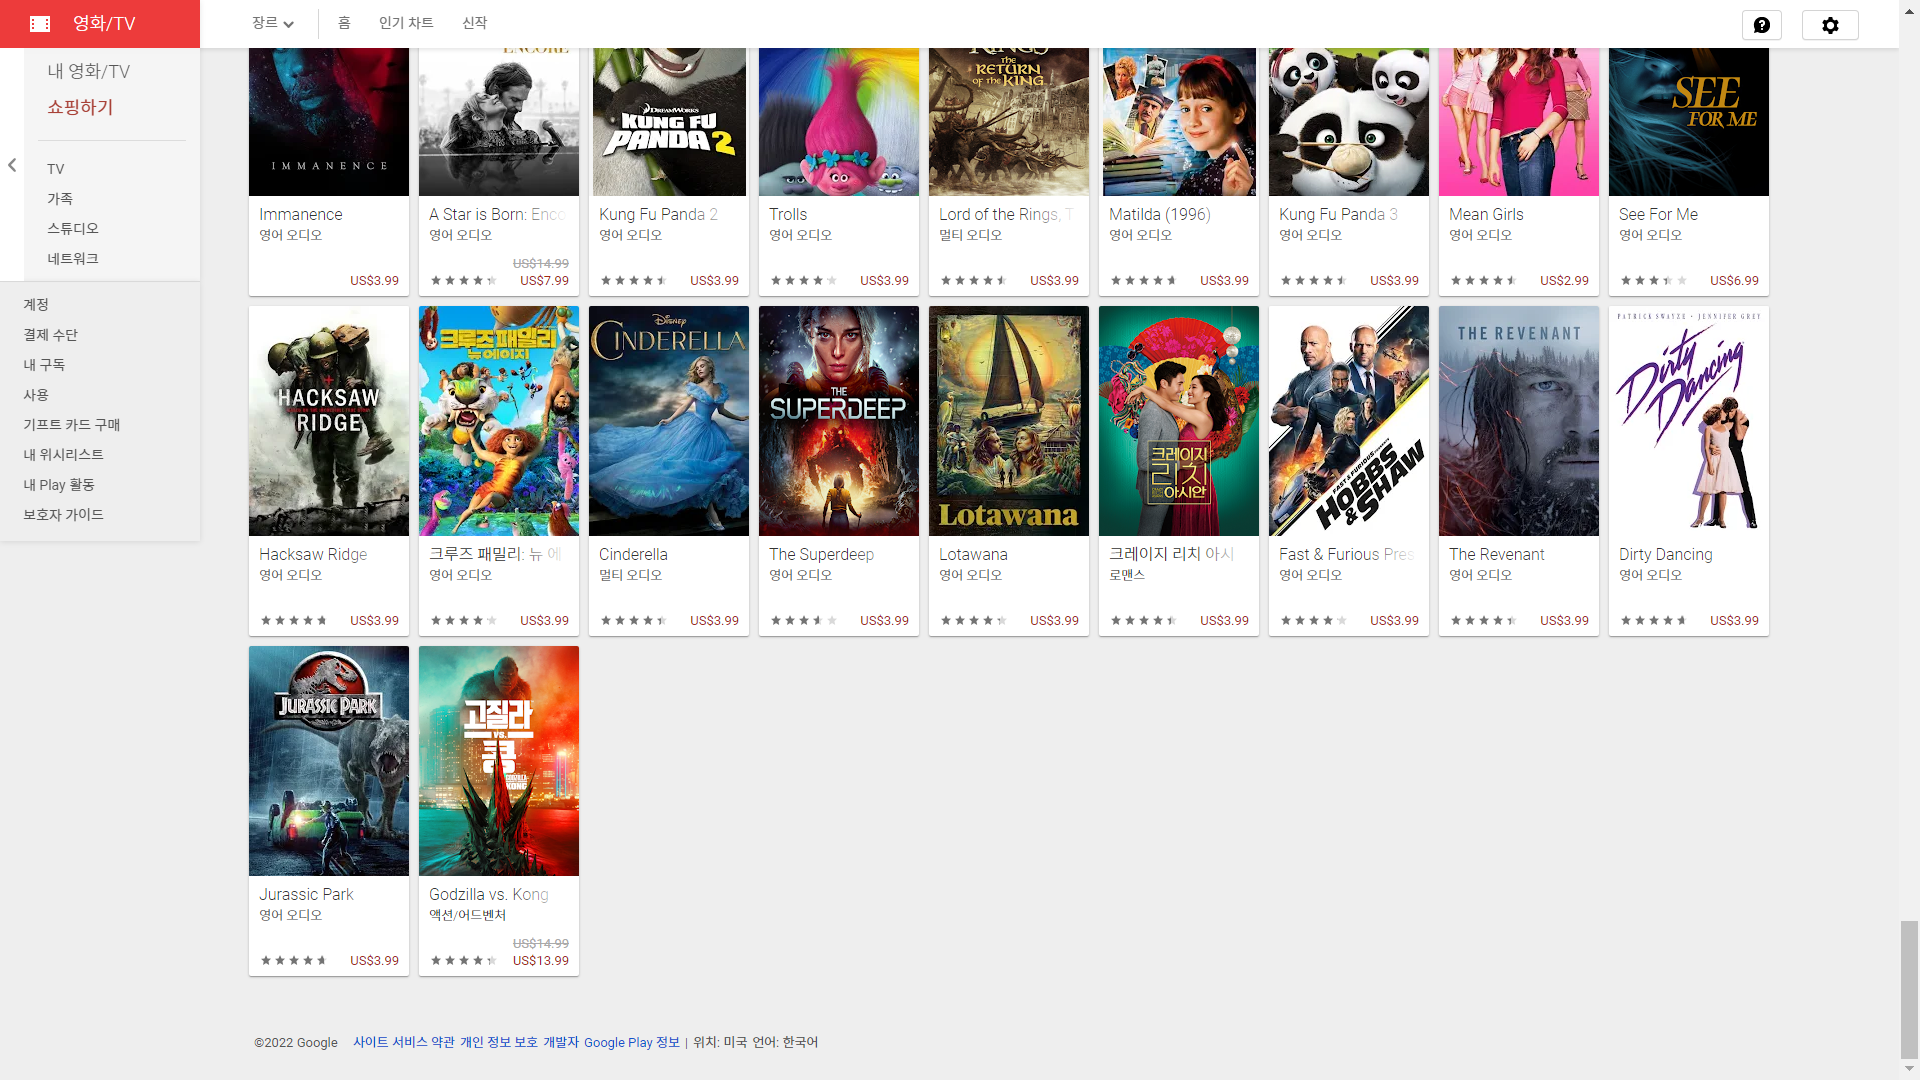 영화/TV
장르
홈
인기 차트
신작
내 영화/TV
쇼핑하기
TV
가족
스튜디오
네트워크
계정
결제 수단
내 구독
사용
기프트 카드 구매
내 위시리스트
내 Play 활동
보호자 가이드
IMMANENCE
ENCORE
DREAMWORKS
KUNG FU
PANDA 2
KINGS
THE
RETURN
OF THE KING
SEE
FOR ME
Immanence
영어 오디오
US$3.99
A Star is Born: Enco
영어 오디오
US$14.99
US$7.99
Kung Fu Panda 2
영어 오디오
US$3.99
Trolls
영어 오디오
US$3.99
Lord of the Rings, T
멀티 오디오
US$3.99
Matilda (1996)
영어 오디오
US$3.99
Kung Fu Panda 3
영어 오디오
US$3.99
Mean Girls
영어 오디오
US$2.99
See For Me
영어 오디오
US$6.99
HACKSAW
RIDGE
크루즈 패밀리
뉴 에이지
DISNEY
CINDERELLA
THE
SUPERDEEP
Lotawana
크레이지
리치
아시안
THE REVENANT
FAST & FURIOUS
HOBBS
& SHAW
PATRICK SWAYZE • JENNIFER GREY
Dirty
Dancing
Hacksaw Ridge
영어 오디오
US$3.99
크루즈 패밀리: 뉴 에
영어 오디오
US$3.99
Cinderella
멀티 오디오
US$3.99
The Superdeep
영어 오디오
US$3.99
Lotawana
영어 오디오
US$3.99
크레이지 리치 아시
로맨스
US$3.99
Fast & Furious Pres
영어 오디오
US$3.99
The Revenant
영어 오디오
US$3.99
Dirty Dancing
영어 오디오
US$3.99
JURASSIC PARK
고질라
VS.
콩
GODZILLA
KONG
Jurassic Park
영어 오디오
US$3.99
Godzilla vs. Kong
액션/어드벤처
US$14.99
US$13.99
©2022 Google 사이트 서비스 약관 개인 정보 보호 개발자 Google Play 정보 | 위치: 미국 언어: 한국어